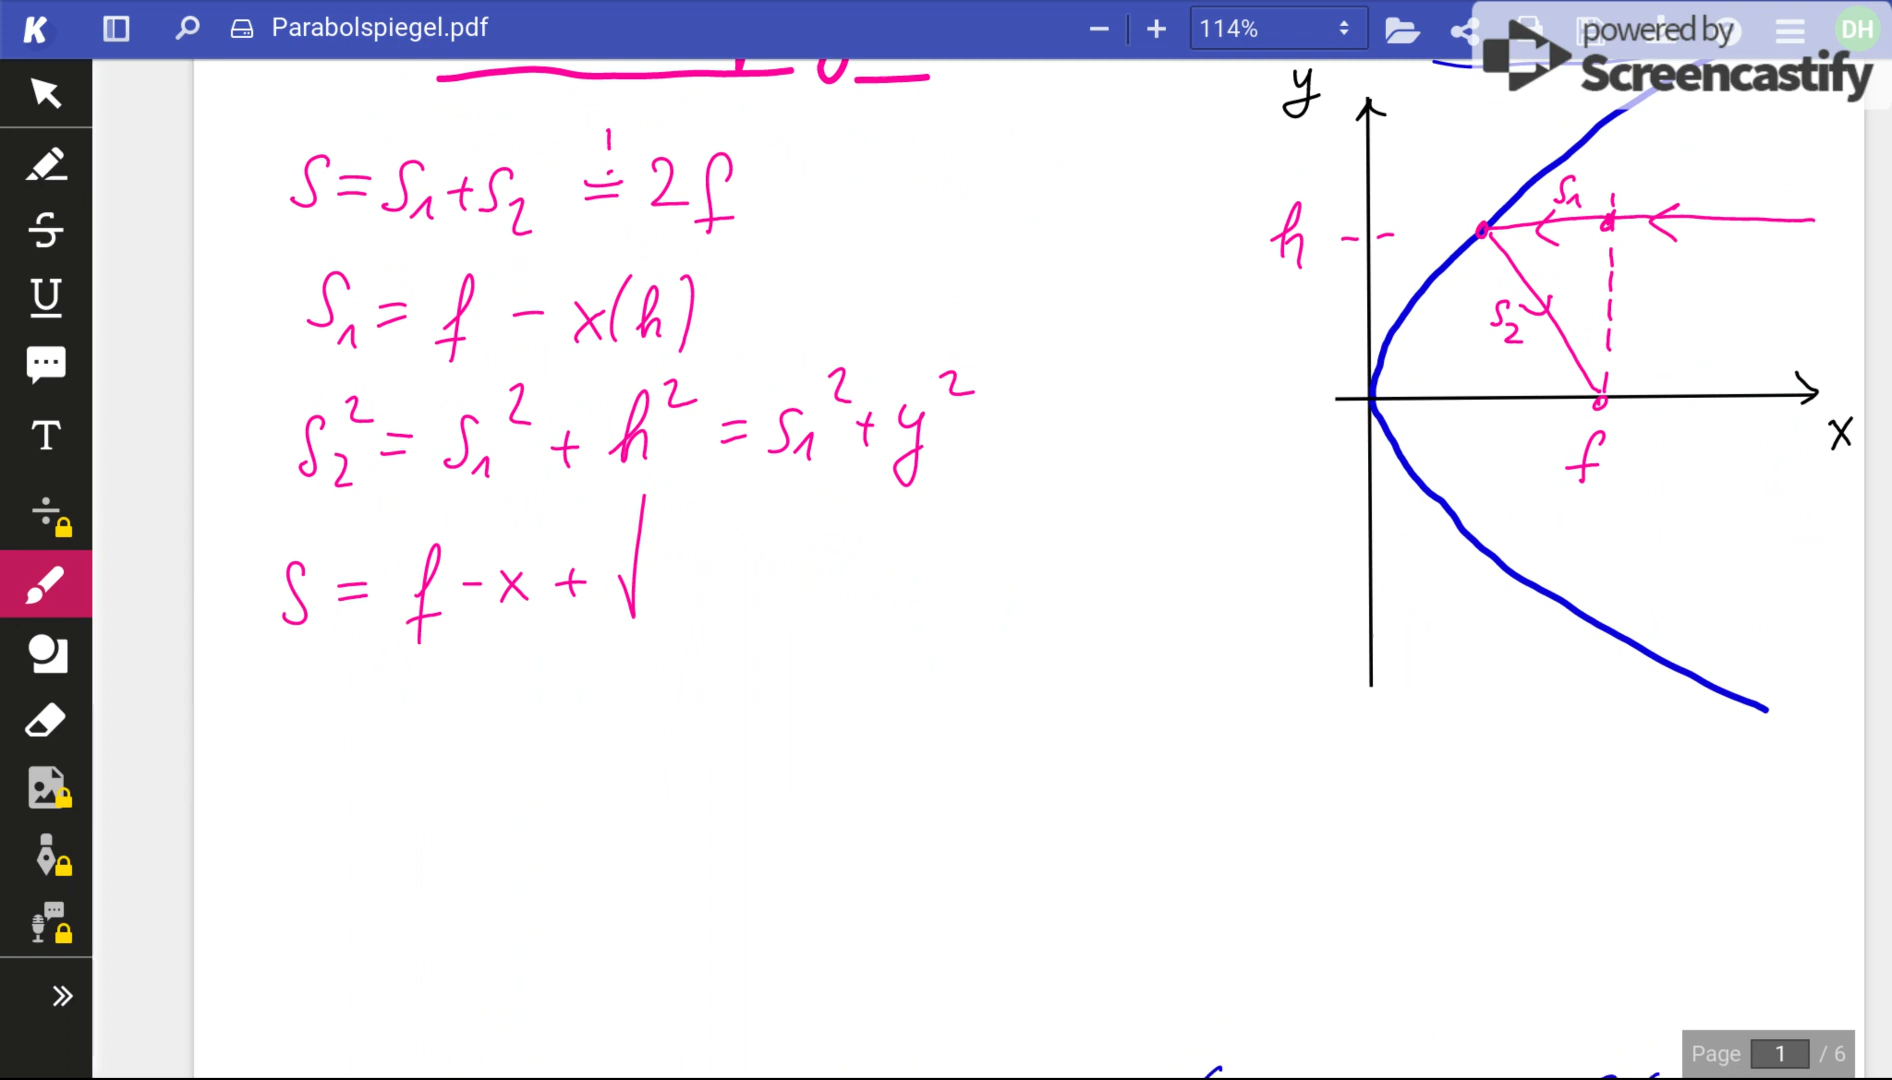 Parabolspiegel.pdf
114%
DH
powered by
Screencastify
S = S₁ + S₂ ≐ 2f
!
S₁ = f - x(h)
S₂² = S₁² + h² = S₁² + y²
S = f - x + √
y
h
S₁
S₂
f
x
T
Page 1 / 6